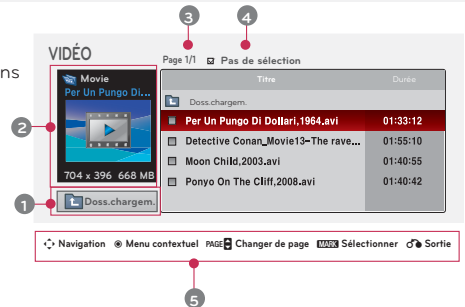 3
4
VIDÉO
Page 1/1 Pas de sélection
ns
Movie
Per Un Pungo Di...
704 x 396 668 MB
2
1
Doss.chargem.
Titre Durée
Doss.chargem.
Per Un Pungo Di Dollari,1964.avi 01:33:12
Detective Conan_Movie13-The rave... 01:55:10
Moon Child,2003.avi 01:40:55
Ponyo On The Cliff,2008.avi 01:40:42
Navigation Menu contextuel PAGE Changer de page MARK Sélectionner Sortie
5